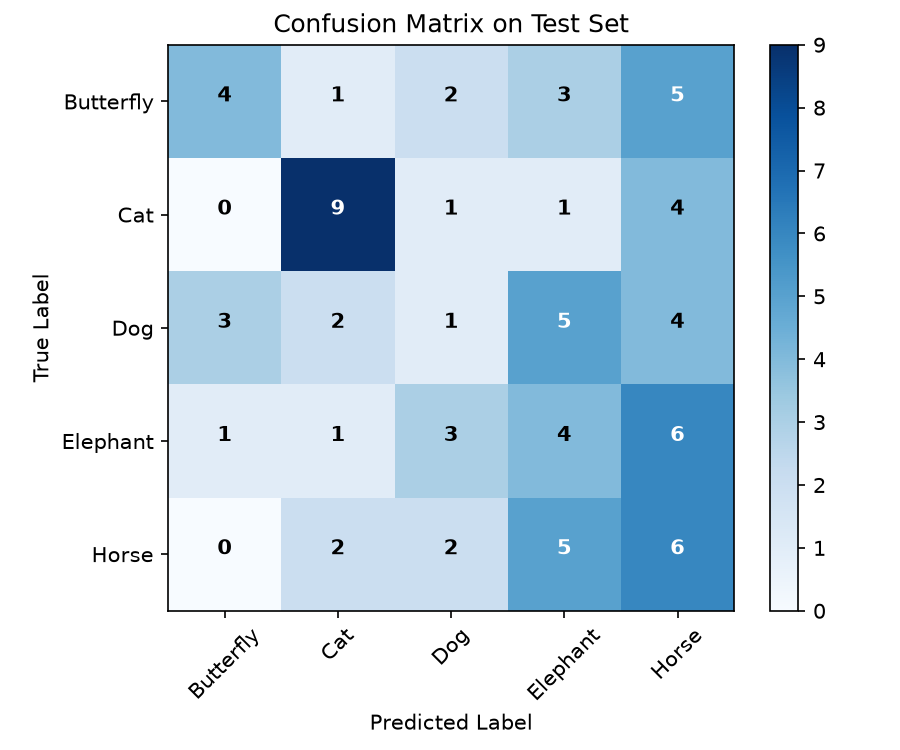 Confusion Matrix on Test Set
True Label
Butterfly 4 1 2 3 5
Cat 0 9 1 1 4
Dog 3 2 1 5 4
Elephant 1 1 3 4 6
Horse 0 2 2 5 6
Butterfly Cat Dog Elephant Horse
Predicted Label
9
8
7
6
5
4
3
2
1
0